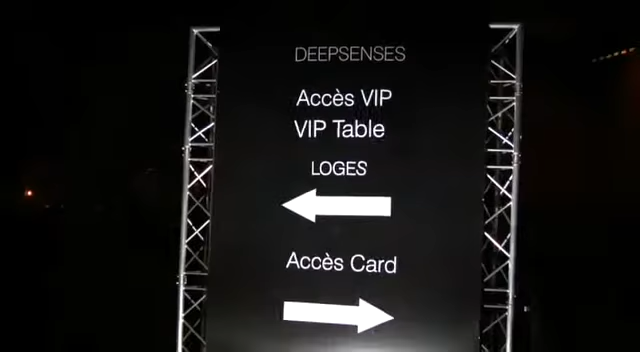 DEEPSENSES
Accès VIP
VIP Table
LOGES
Accès Card